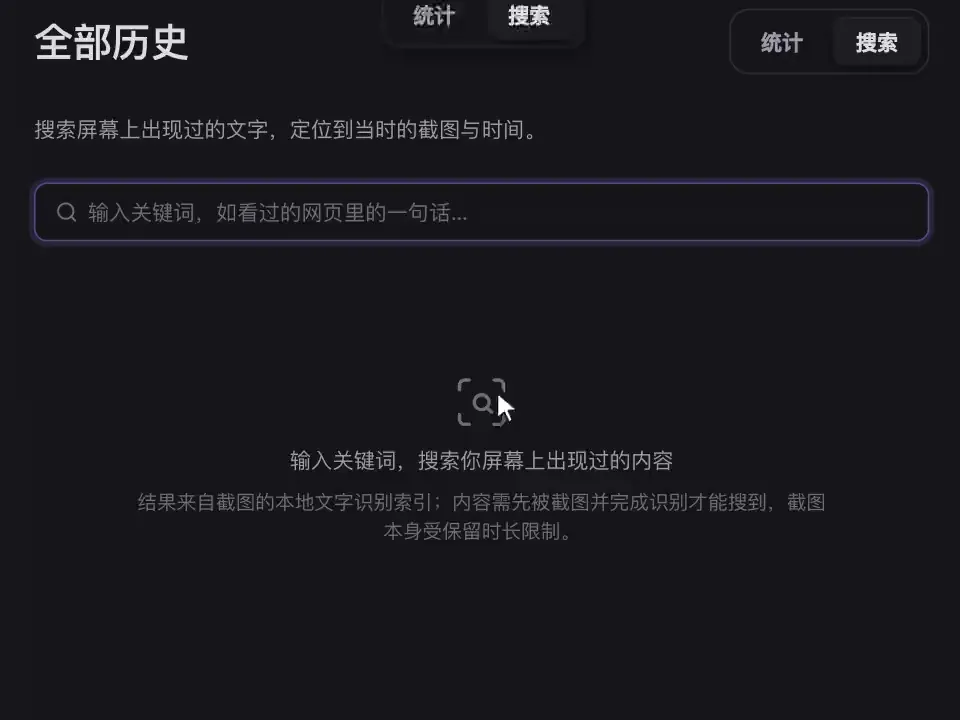 统计 搜索
全部历史
统计 搜索
搜索屏幕上出现过的文字，定位到当时的截图与时间。
输入关键词，如看过的网页里的一句话...
输入关键词，搜索你屏幕上出现过的内容
结果来自截图的本地文字识别索引；内容需先被截图并完成识别才能搜到，截图
本身受保留时长限制。